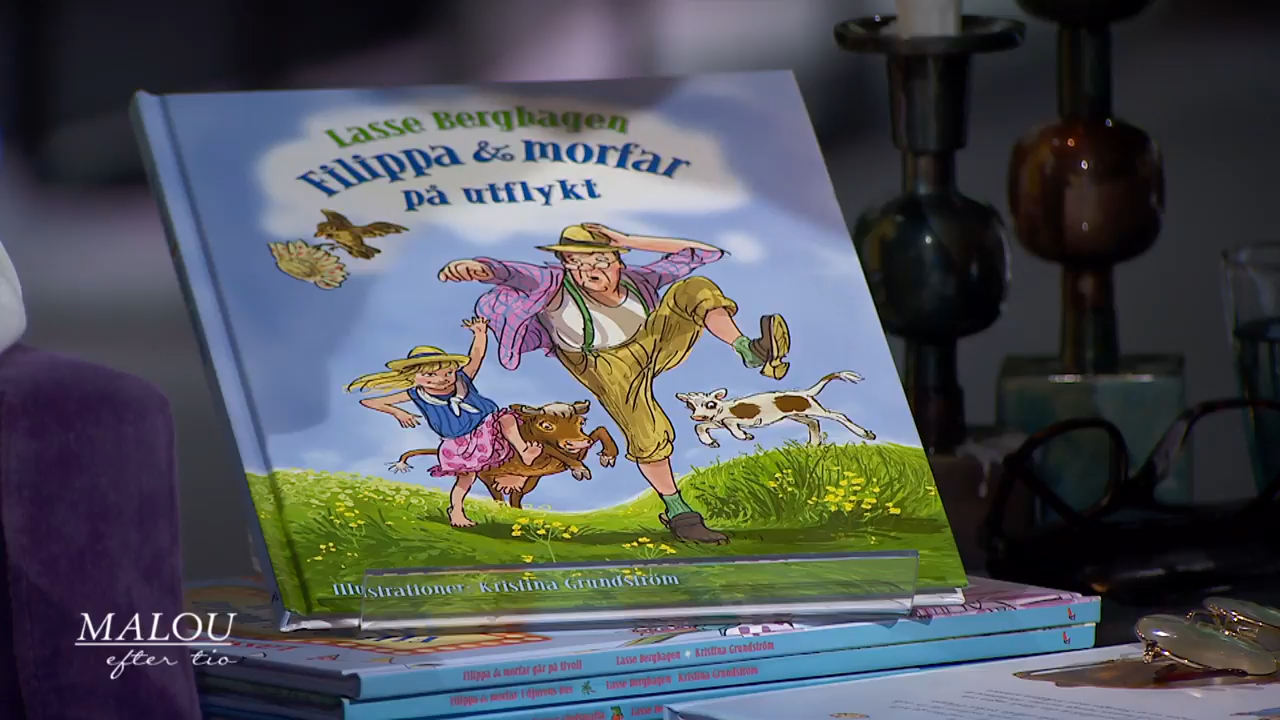 Lasse Berghagen
Filippa & morfar
på utflykt
Illustrationer Kristina Grundström
MALOU
efter tio
Filippa & morfar går på tivoli Lasse Berghagen Kristina Grundström
Filippa & morfar i djurens hus Lasse Berghagen Kristina Grundström
Lasse